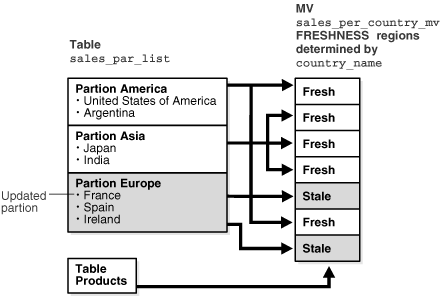 Table
sales_par_list
MV
sales_per_country_mv
FRESHNESS regions
determined by
country_name
Partion America
· United States of America
· Argentina
Partion Asia
· Japan
· India
Partion Europe
· France
· Spain
· Ireland
Updated
partion
Table
Products
Fresh
Fresh
Fresh
Fresh
Stale
Fresh
Stale